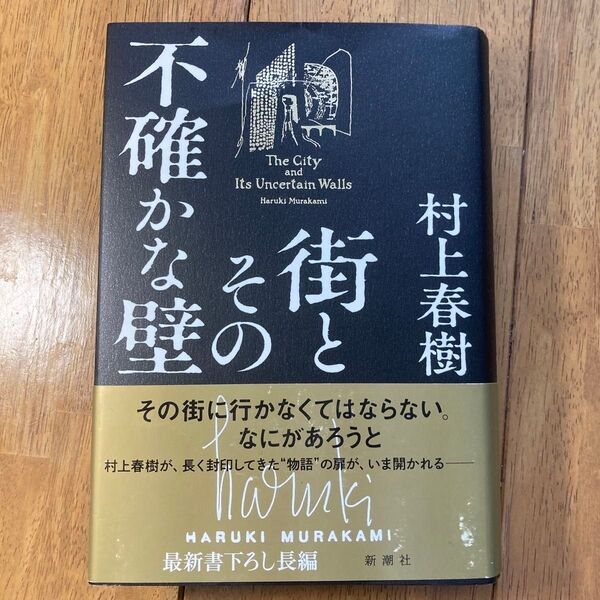 The City
and
Its Uncertain Walls
Haruki Murakami
村上春樹
街と
その
不確かな壁
その街に行かなくてはならない。
なにがあろうと
村上春樹が、長く封印してきた“物語”の扉が、いま開かれる――
haruki
HARUKI MURAKAMI
最新書下ろし長編
新潮社